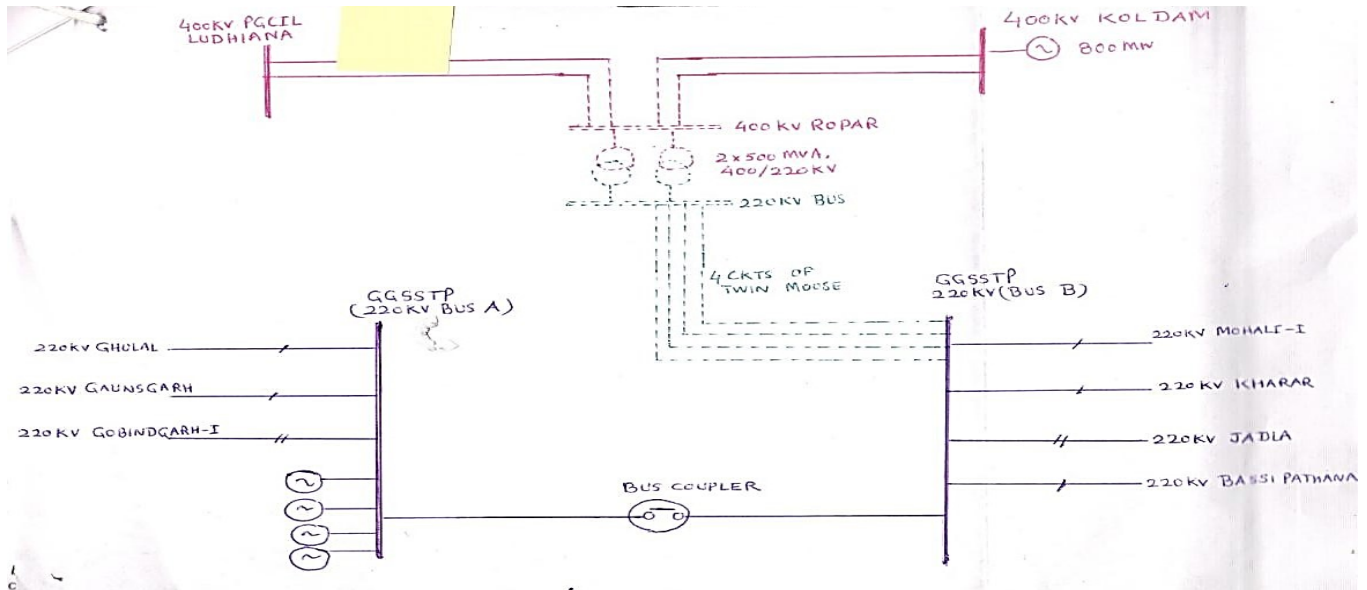 400KV PGCIL
LUDHIANA
400KV KOLDAM
800MW
400KV ROPAR
2x500 MVA,
400/220KV
220KV BUS
4 CKTS OF
TWIN MOOSE
GGSSTP
(220KV BUS A)
GGSSTP
220KV (BUS B)
220KV GHULAL
220KV GAUNSGARH
220KV GOBINDGARH-I
220KV MOHALI-I
220KV KHARAR
220KV JADLA
220KV BASSI PATHANA
BUS COUPLER